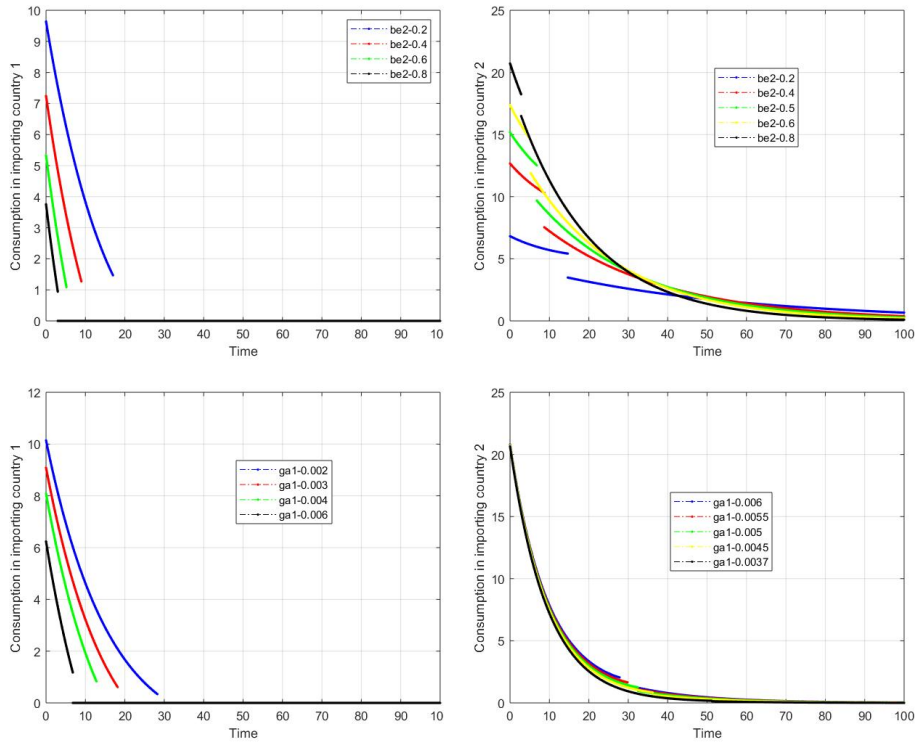 Consumption in importing country 1
10
9
8
7
6
5
4
3
2
1
0
0 10 20 30 40 50 60 70 80 90 100
Time
be2-0.2
be2-0.4
be2-0.6
be2-0.8
Consumption in importing country 2
25
20
15
10
5
0
0 10 20 30 40 50 60 70 80 90 100
Time
be2-0.2
be2-0.4
be2-0.5
be2-0.6
be2-0.8
Consumption in importing country 1
12
10
8
6
4
2
0
0 10 20 30 40 50 60 70 80 90 100
Time
ga1-0.002
ga1-0.003
ga1-0.004
ga1-0.006
Consumption in importing country 2
25
20
15
10
5
0
0 10 20 30 40 50 60 70 80 90 100
Time
ga1-0.006
ga1-0.0055
ga1-0.005
ga1-0.0045
ga1-0.0037